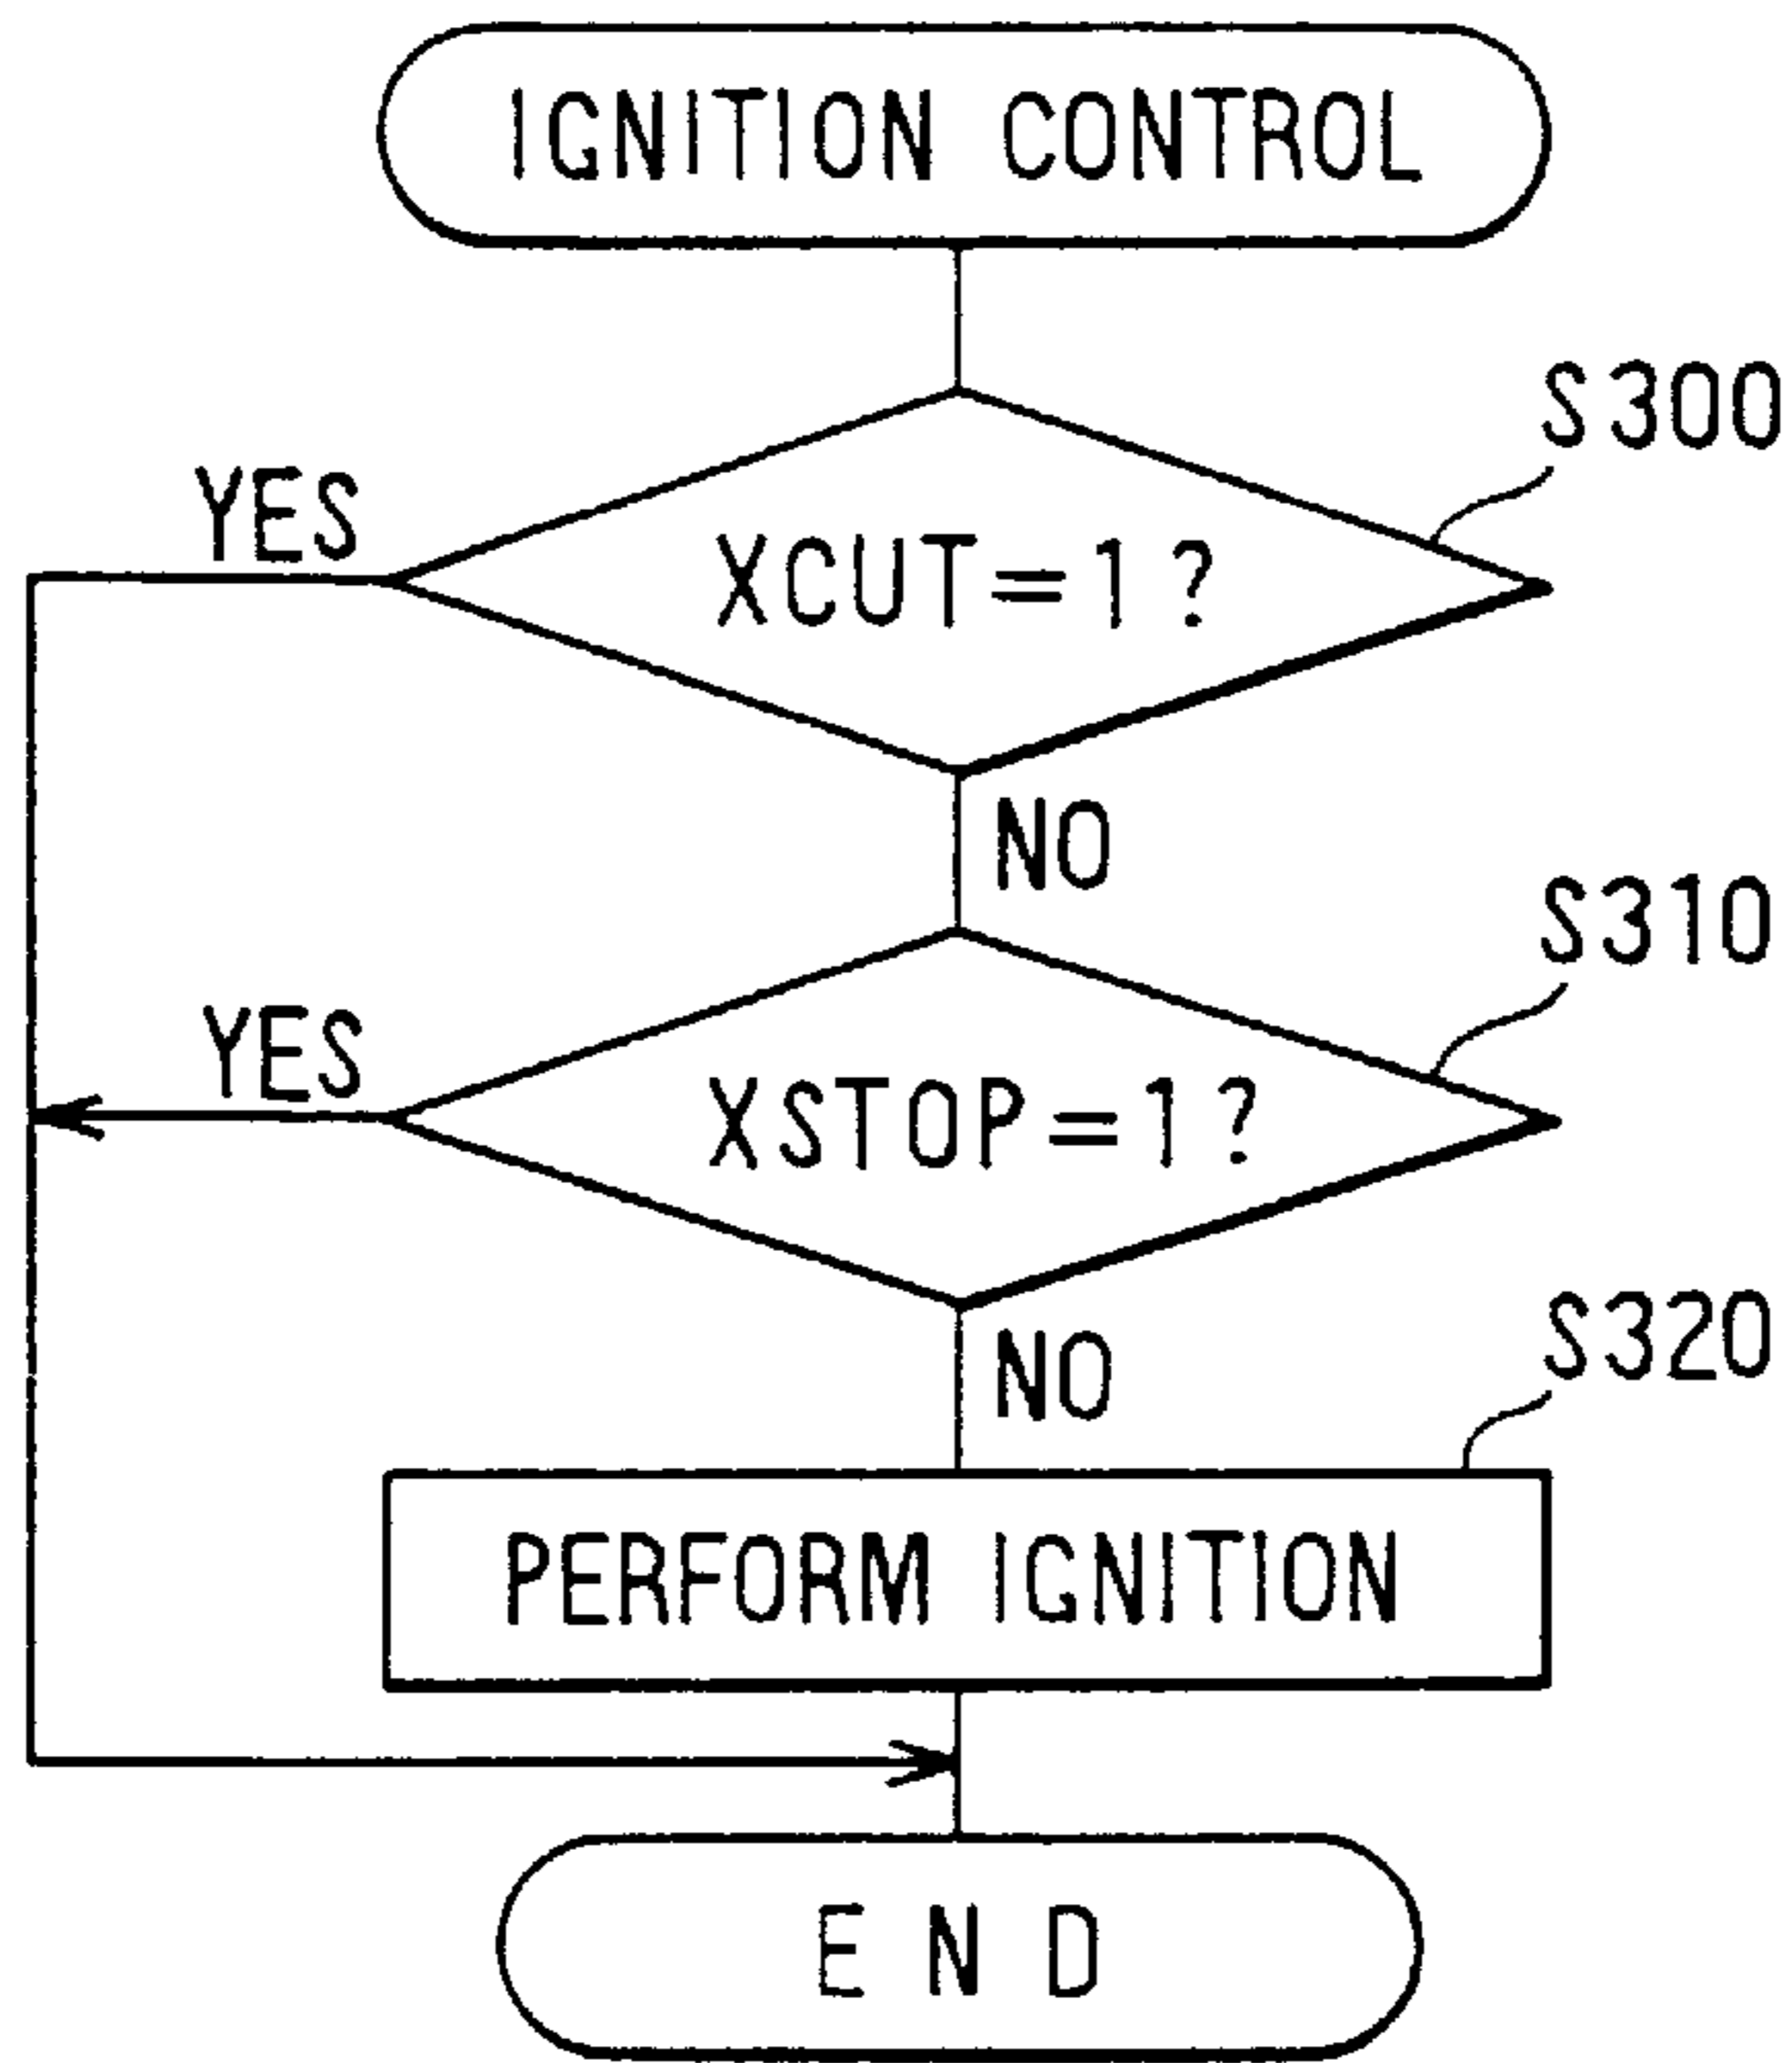 IGNITION CONTROL
S300
YES
XCUT=1?
NO
S310
YES
XSTOP=1?
NO
S320
PERFORM IGNITION
END